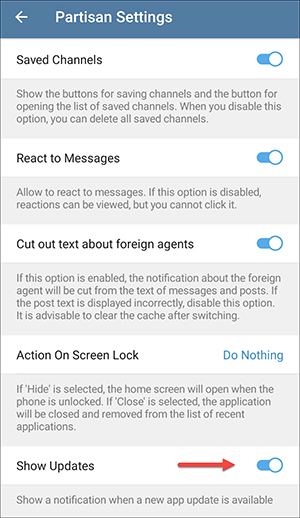 Partisan Settings
Saved Channels
Show the buttons for saving channels and the button for
opening the list of saved channels. When you disable this
option, you can delete all saved channels.
React to Messages
Allow to react to messages. If this option is disabled,
reactions can be viewed, but you cannot click it.
Cut out text about foreign agents
If this option is enabled, the notification about the foreign
agent will be cut from the text of messages and posts. If
the post text is displayed incorrectly, disable this option.
It is advisable to clear the cache after switching.
Action On Screen Lock Do Nothing
If 'Hide' is selected, the home screen will open when the
phone is unlocked. If 'Close' is selected, the application
will be closed and removed from the list of recent
applications.
Show Updates
Show a notification when a new app update is available